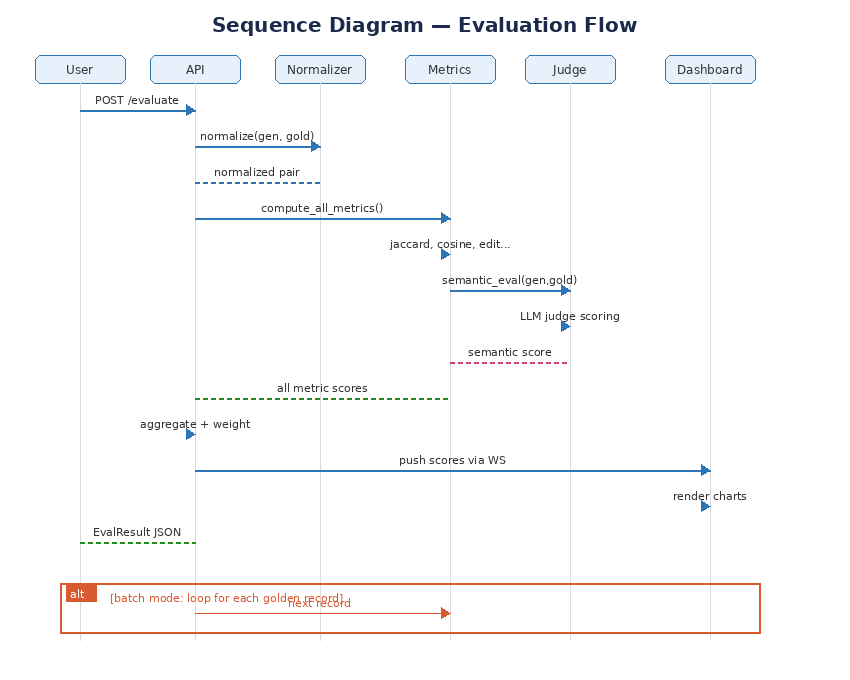 Sequence Diagram — Evaluation Flow
User
API
Normalizer
Metrics
Judge
Dashboard
POST /evaluate
normalize(gen, gold)
normalized pair
compute_all_metrics()
jaccard, cosine, edit...
semantic_eval(gen,gold)
LLM judge scoring
semantic score
all metric scores
aggregate + weight
push scores via WS
render charts
EvalResult JSON
alt
[batch mode: loop for each golden record]
next record